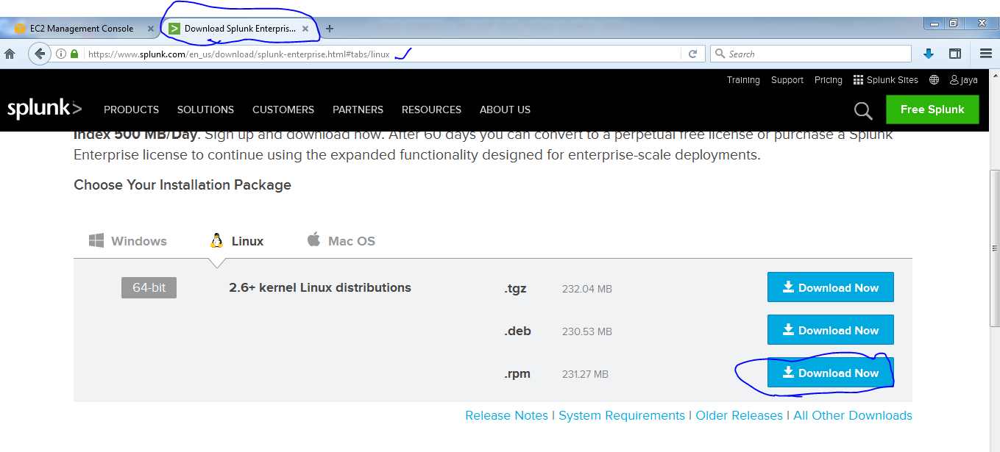 EC2 Management Console
Download Splunk Enterpris...
https://www.splunk.com/en_us/download/splunk-enterprise.html#tabs/linux
Search
Training Support Pricing Splunk Sites jaya
splunk> PRODUCTS SOLUTIONS CUSTOMERS PARTNERS RESOURCES ABOUT US Free Splunk
Index 500 MB/Day. Sign up and download now. After 60 days you can convert to a perpetual free license or purchase a Splunk
Enterprise license to continue using the expanded functionality designed for enterprise-scale deployments.
Choose Your Installation Package
Windows Linux Mac OS
64-bit 2.6+ kernel Linux distributions .tgz 232.04 MB Download Now
.deb 230.53 MB Download Now
.rpm 231.27 MB Download Now
Release Notes | System Requirements | Older Releases | All Other Downloads